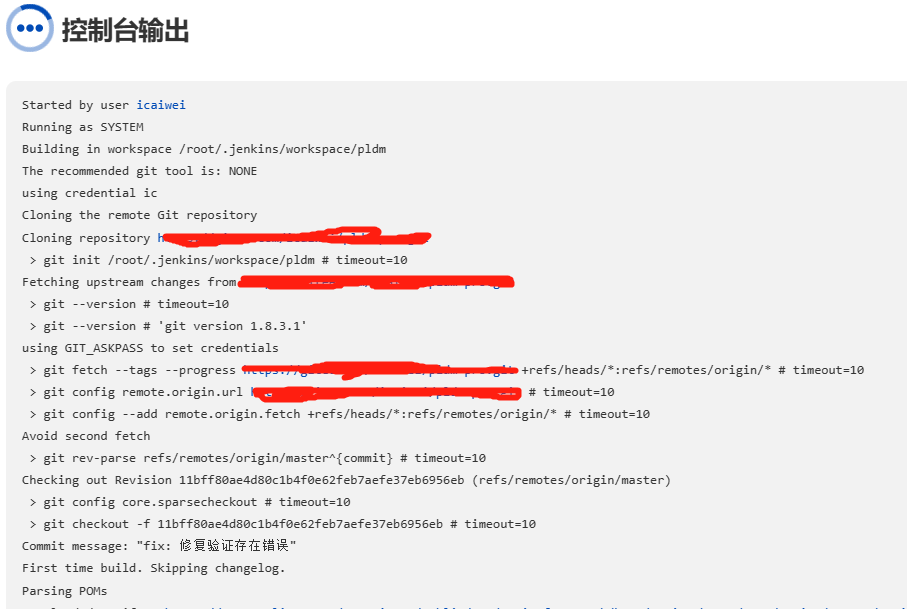 控制台输出
Started by user icaiwei
Running as SYSTEM
Building in workspace /root/.jenkins/workspace/pldm
The recommended git tool is: NONE
using credential ic
Cloning the remote Git repository
Cloning repository
> git init /root/.jenkins/workspace/pldm # timeout=10
Fetching upstream changes from
> git --version # timeout=10
> git --version # 'git version 1.8.3.1'
using GIT_ASKPASS to set credentials
> git fetch --tags --progress +refs/heads/*:refs/remotes/origin/* # timeout=10
> git config remote.origin.url # timeout=10
> git config --add remote.origin.fetch +refs/heads/*:refs/remotes/origin/* # timeout=10
Avoid second fetch
> git rev-parse refs/remotes/origin/master^{commit} # timeout=10
Checking out Revision 11bff80ae4d80c1b4f0e62feb7aefe37eb6956eb (refs/remotes/origin/master)
> git config core.sparsecheckout # timeout=10
> git checkout -f 11bff80ae4d80c1b4f0e62feb7aefe37eb6956eb # timeout=10
Commit message: "fix: 修复验证存在错误"
First time build. Skipping changelog.
Parsing POMs